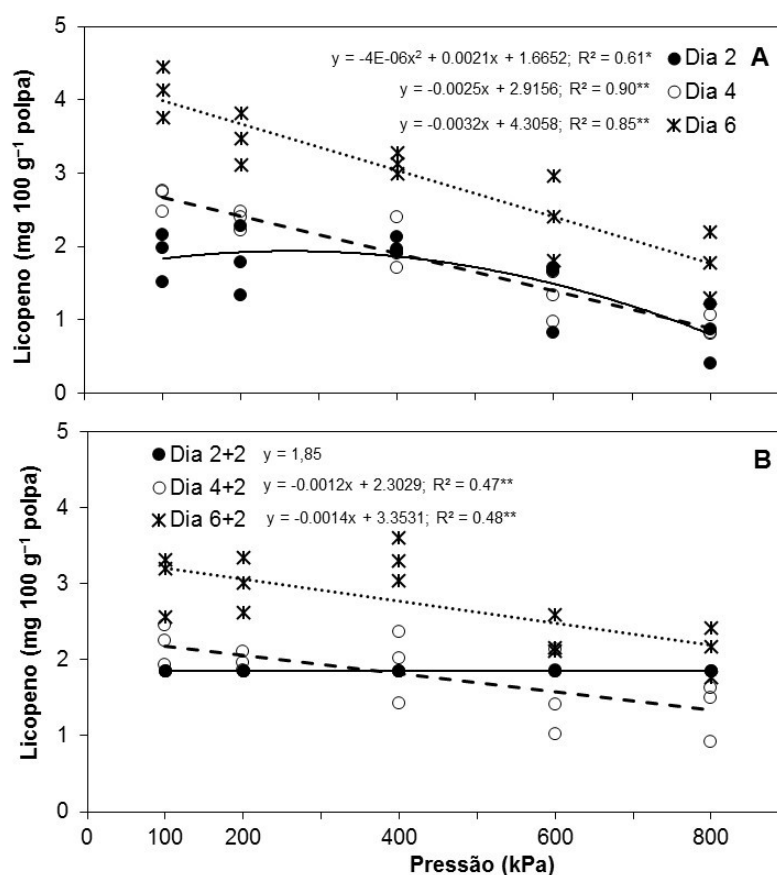 5
4
3
2
1
0
Licopeno (mg 100 g⁻¹ polpa)
y = -4E-06x² + 0.0021x + 1.6652; R² = 0.61* Dia 2 A
y = -0.0025x + 2.9156; R² = 0.90** Dia 4
y = -0.0032x + 4.3058; R² = 0.85** Dia 6
5
4
3
2
1
0
Licopeno (mg 100 g⁻¹ polpa)
Dia 2+2 y = 1,85 B
Dia 4+2 y = -0.0012x + 2.3029; R² = 0.47**
Dia 6+2 y = -0.0014x + 3.3531; R² = 0.48**
0 100 200 400 600 800
Pressão (kPa)